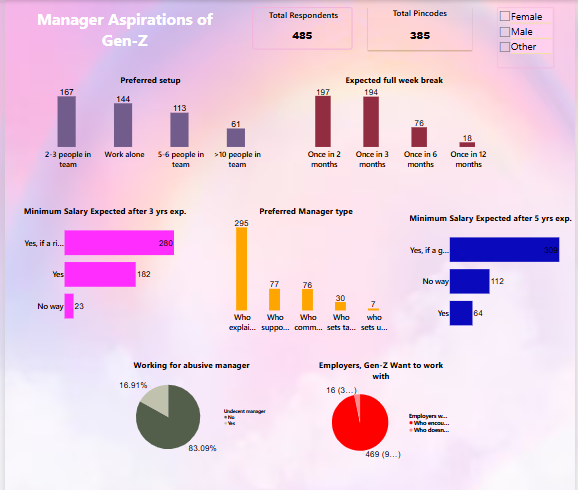 Manager Aspirations of
Gen-Z
Total Respondents
485
Total Pincodes
385
Female
Male
Other
Preferred setup
167
144
113
61
2-3 people in
team
Work alone
5-6 people in
team
>10 people in
team
Expected full week break
197
194
76
18
Once in 2
months
Once in 3
months
Once in 6
months
Once in 12
months
Minimum Salary Expected after 3 yrs exp.
Yes, if a ri...
280
Yes
182
No way
23
Preferred Manager type
295
77
76
30
7
Who
explai...
Who
suppo...
Who
comm...
Who
sets ta...
who
sets u...
Minimum Salary Expected after 5 yrs exp.
Yes, if a g...
309
No way
112
Yes
64
Working for abusive manager
16.91%
83.09%
Undecent manager
No
Yes
Employers, Gen-Z Want to work
with
16 (3...)
469 (9...)
Employers w...
Who encou...
Who doesn...